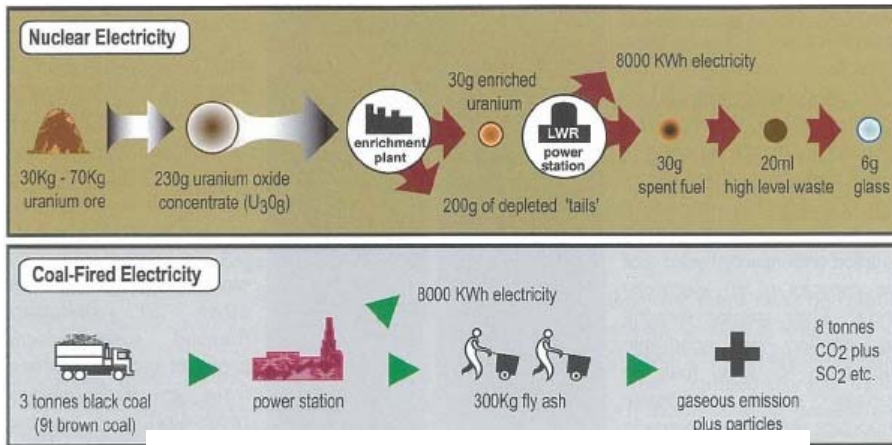 Nuclear Electricity
30Kg - 70Kg
uranium ore
230g uranium oxide
concentrate (U3O8)
enrichment
plant
30g enriched
uranium
200g of depleted 'tails'
LWR
power
station
8000 KWh electricity
30g
spent fuel
20ml
high level waste
6g
glass
Coal-Fired Electricity
3 tonnes black coal
(9t brown coal)
power station
8000 KWh electricity
300Kg fly ash
gaseous emission
plus particles
8 tonnes
CO2 plus
SO2 etc.